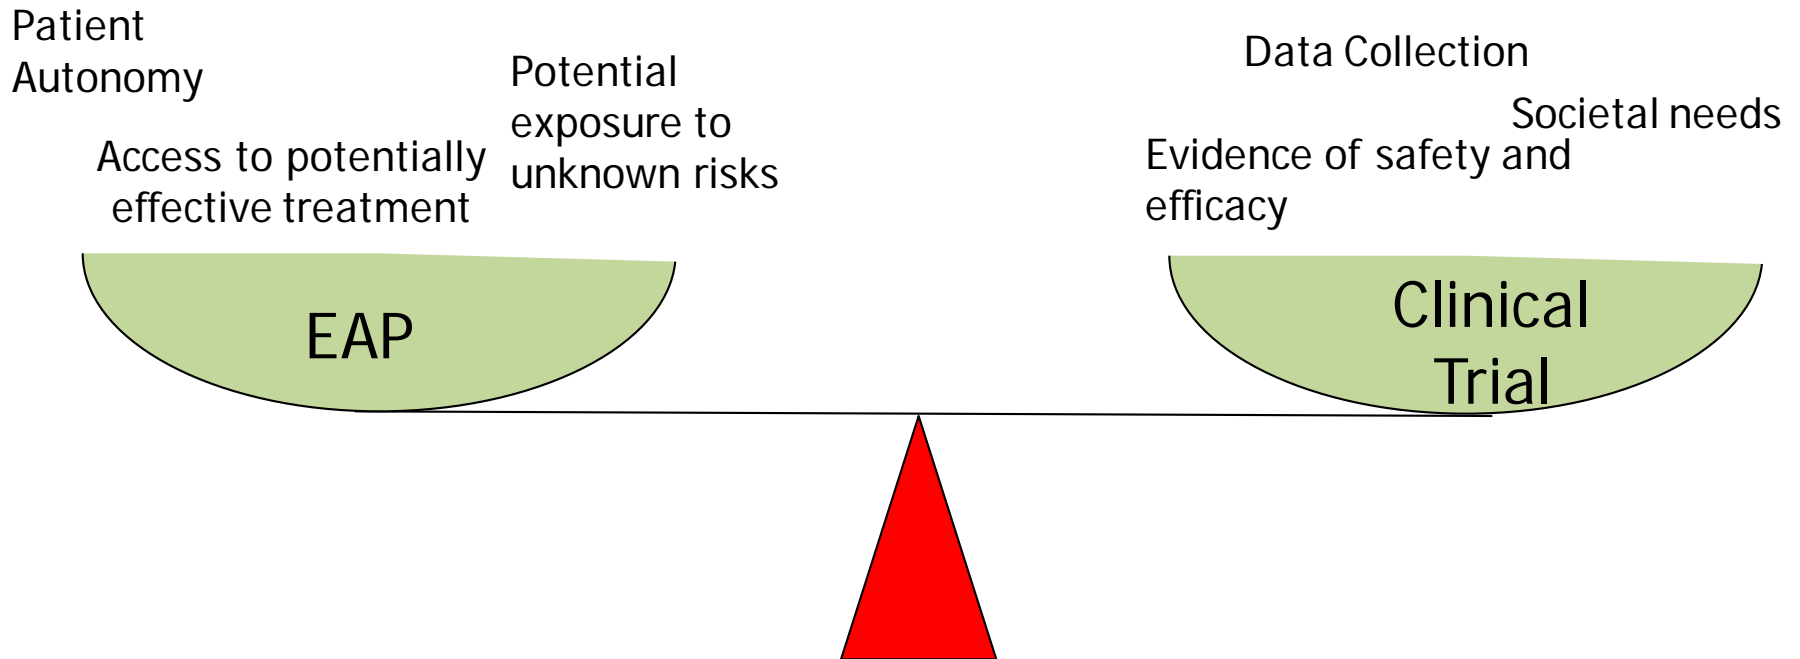 Patient
Autonomy
Access to potentially
effective treatment
Potential
exposure to
unknown risks
EAP
Data Collection
Societal needs
Evidence of safety and
efficacy
Clinical
Trial